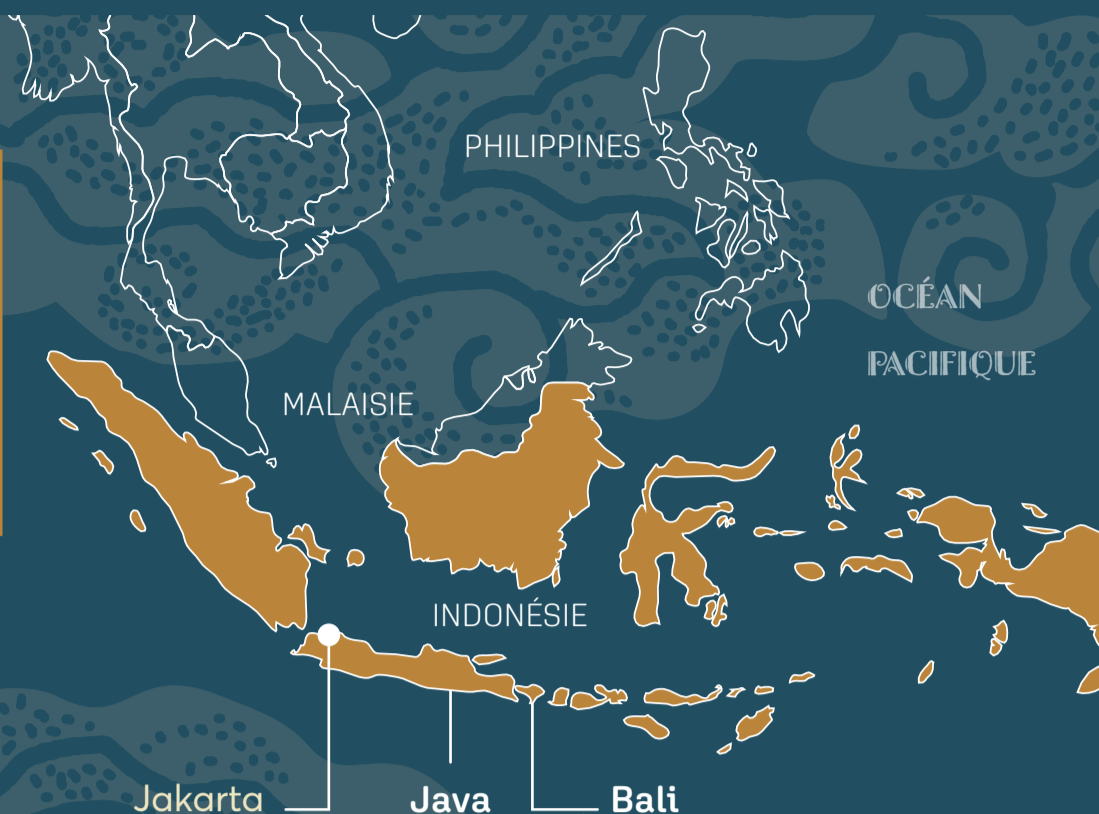 PHILIPPINES
OCÉAN
PACIFIQUE
MALAISIE
INDONÉSIE
Jakarta
Java
Bali